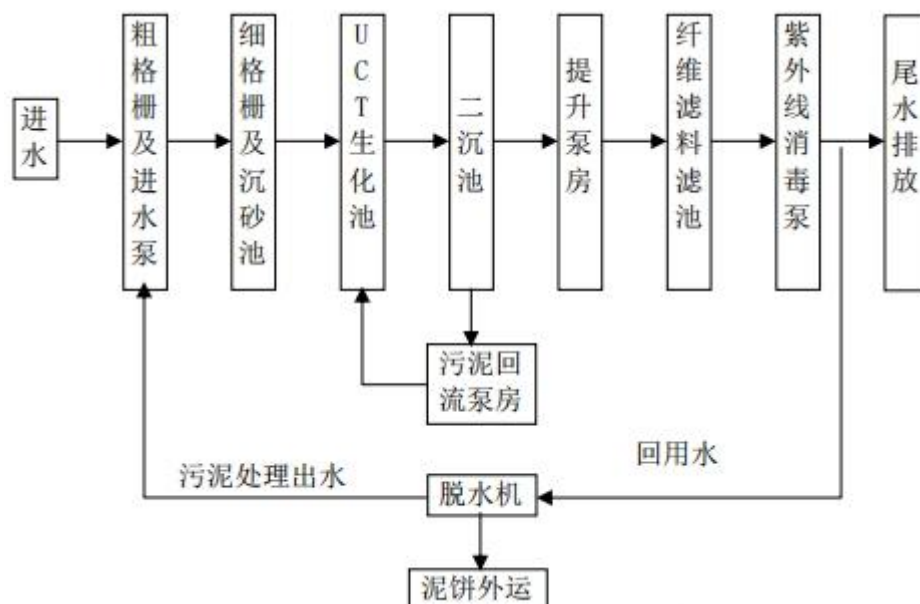 进水
粗格栅及进水泵
细格栅及沉砂池
UCT生化池
二沉池
提升泵房
纤维滤料滤池
紫外线消毒泵
尾水排放
污泥回
流泵房
回用水
污泥处理出水
脱水机
泥饼外运